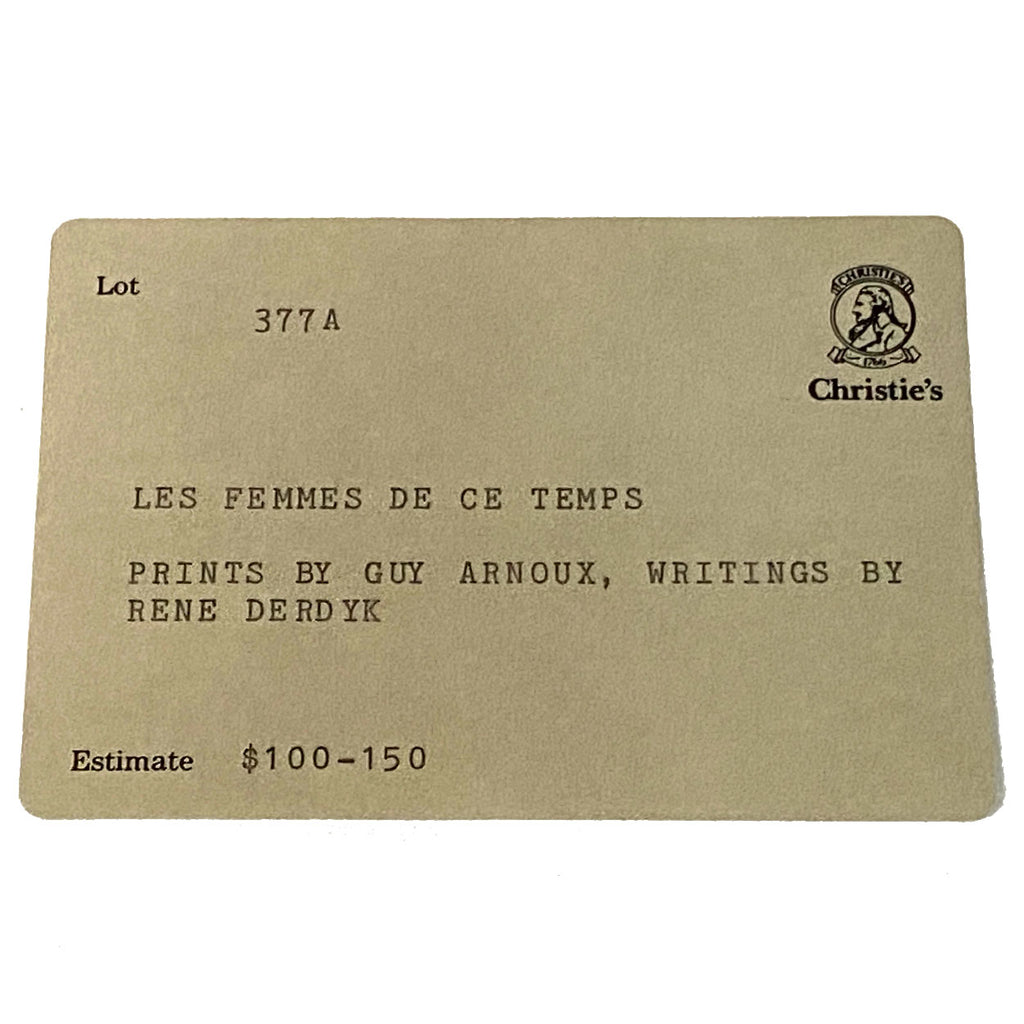 Lot
377A
CHRISTIE'S
1766
Christie's
LES FEMMES DE CE TEMPS
PRINTS BY GUY ARNOUX, WRITINGS BY
RENE DERDYK
Estimate $100-150